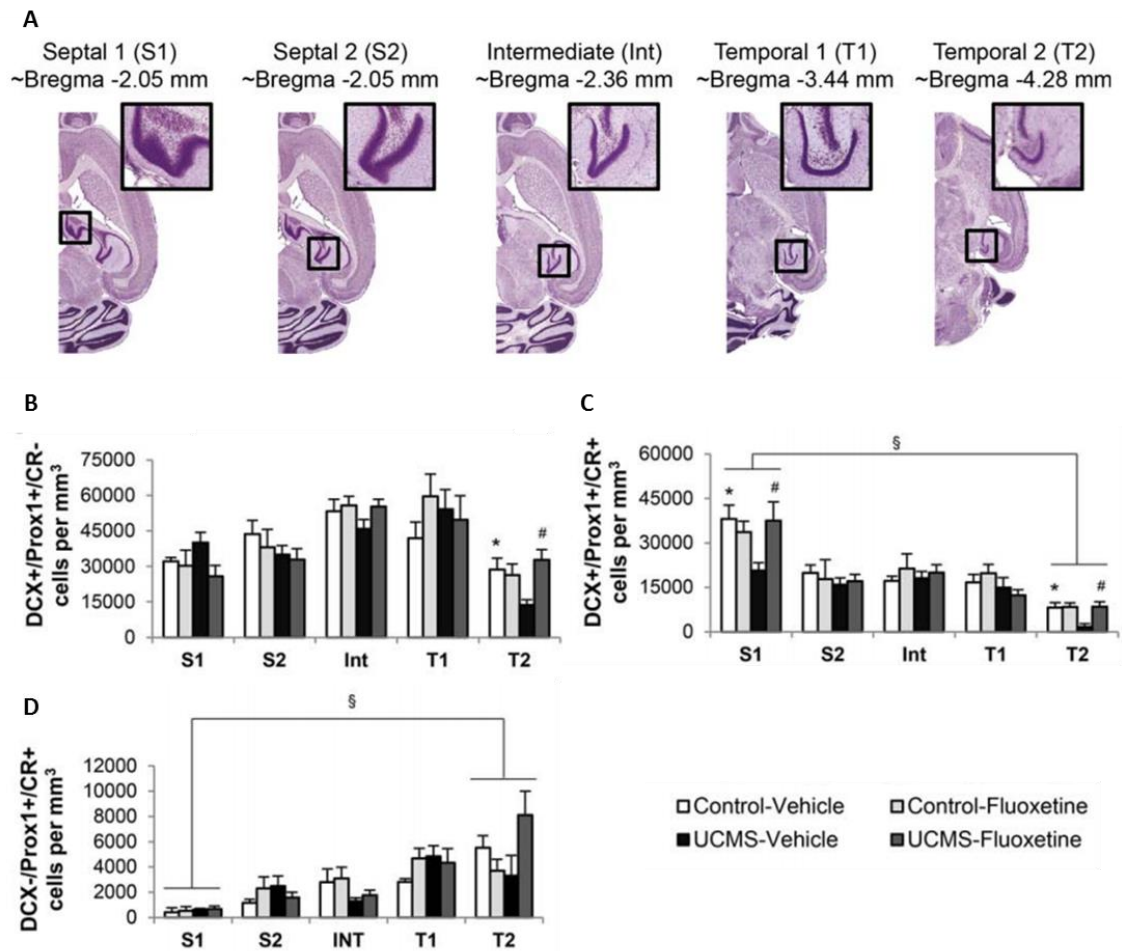 A
Septal 1 (S1)
~Bregma -2.05 mm
Septal 2 (S2)
~Bregma -2.05 mm
Intermediate (Int)
~Bregma -2.36 mm
Temporal 1 (T1)
~Bregma -3.44 mm
Temporal 2 (T2)
~Bregma -4.28 mm
B
DCX+/Prox1+/CR-
cells per mm³
75000
60000
45000
30000
15000
0
*
#
S1 S2 Int T1 T2
C
DCX+/Prox1+/CR+
cells per mm³
60000
45000
30000
15000
0
§
*
#
*
#
S1 S2 Int T1 T2
D
DCX-/Prox1+/CR+
cells per mm³
12000
10000
8000
6000
4000
2000
0
§
S1 S2 INT T1 T2
Control-Vehicle Control-Fluoxetine
UCMS-Vehicle UCMS-Fluoxetine